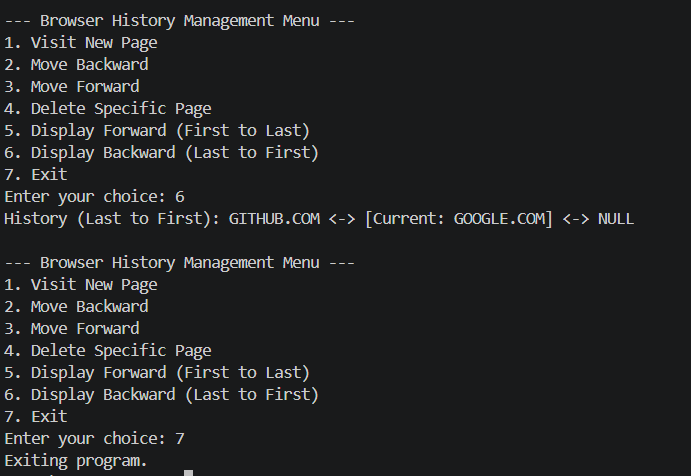 --- Browser History Management Menu ---
1. Visit New Page
2. Move Backward
3. Move Forward
4. Delete Specific Page
5. Display Forward (First to Last)
6. Display Backward (Last to First)
7. Exit
Enter your choice: 6
History (Last to First): GITHUB.COM <-> [Current: GOOGLE.COM] <-> NULL
--- Browser History Management Menu ---
1. Visit New Page
2. Move Backward
3. Move Forward
4. Delete Specific Page
5. Display Forward (First to Last)
6. Display Backward (Last to First)
7. Exit
Enter your choice: 7
Exiting program.